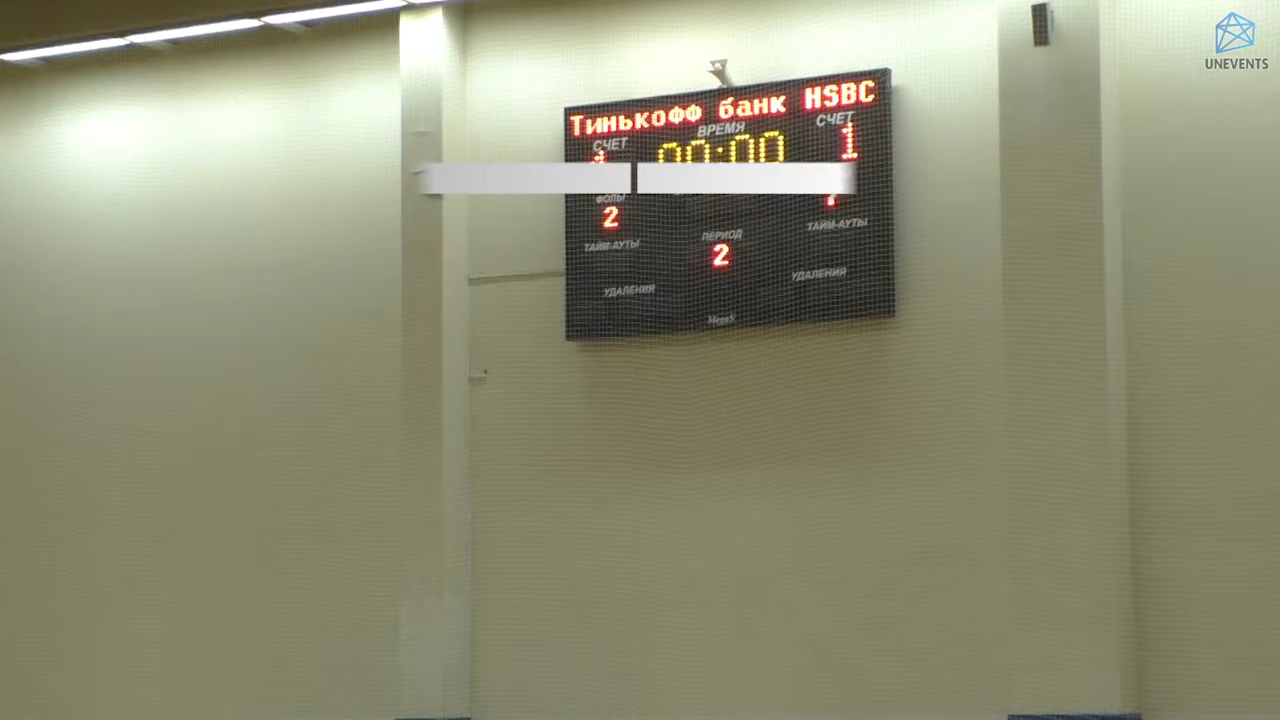 UNEVENTS
Тинькофф банк HSBC
СЧЕТ ВРЕМЯ СЧЕТ
00:00 1
ФОЛЫ
2
ТАЙМ-АУТЫ ПЕРИОД ТАЙМ-АУТЫ
2
УДАЛЕНИЯ УДАЛЕНИЯ